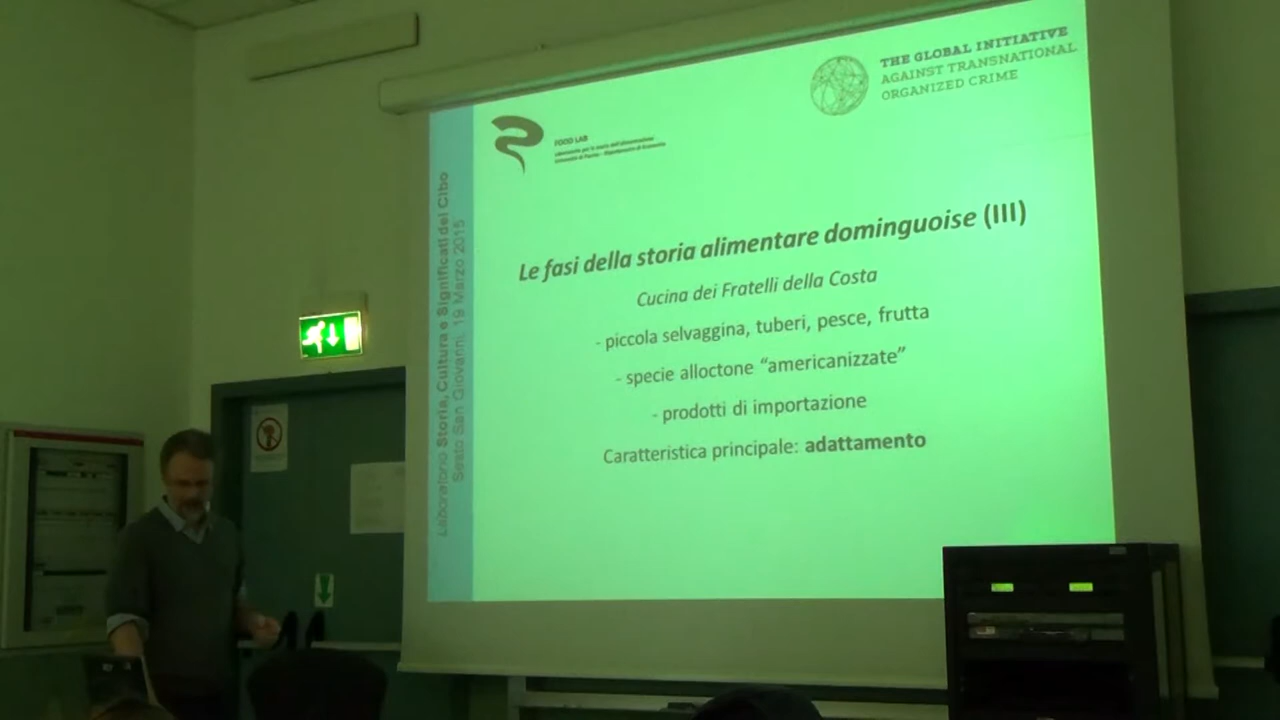 THE GLOBAL INITIATIVE
AGAINST TRANSNATIONAL
ORGANIZED CRIME
FOOD LAB
Laboratorio Storia, Cultura e Significati del Cibo
Sesto San Giovanni, 19 Marzo 2015
Le fasi della storia alimentare dominguoise (III)
Cucina dei Fratelli della Costa
- piccola selvaggina, tuberi, pesce, frutta
- specie alloctone “americanizzate”
- prodotti di importazione
Caratteristica principale: adattamento